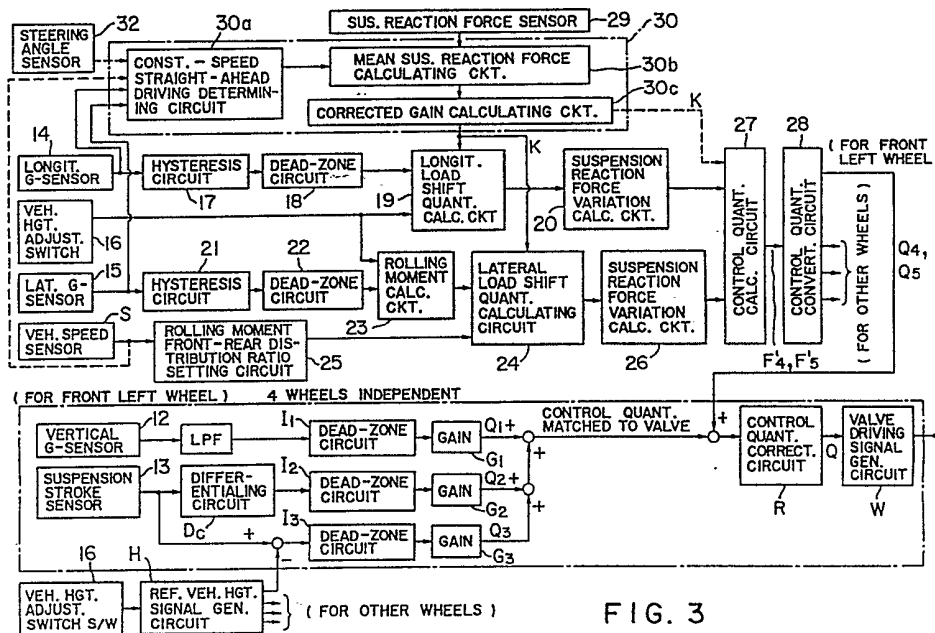 30a
SUS. REACTION FORCE SENSOR
29
30
32
STEERING
ANGLE
SENSOR
CONST.-SPEED
STRAIGHT-AHEAD
DRIVING DETERMIN-
ING CIRCUIT
MEAN SUS. REACTION FORCE
CALCULATING CKT.
30b
30c
CORRECTED GAIN CALCULATING CKT.
K
K
27
28
(FOR FRONT
LEFT WHEEL)
14
LONGIT.
G-SENSOR
HYSTERESIS
CIRCUIT
17
DEAD-ZONE
CIRCUIT
18
LONGIT.
LOAD
SHIFT
QUANT.
CALC. CKT
19
SUSPENSION
REACTION
FORCE
VARIATION
CALC. CKT.
20
CONTROL QUANT.
CALC. CIRCUIT
CONTROL QUANT.
CONVERT. CIRCUIT
Q4,
Q5
(FOR OTHER WHEELS)
F'4, F'5
VEH.
HGT.
ADJUST.
SWITCH
16
15
LAT. G-
SENSOR
21
HYSTERESIS
CIRCUIT
22
DEAD-ZONE
CIRCUIT
ROLLING
MOMENT
CALC.
CKT.
23
LATERAL
LOAD SHIFT
QUANT.
CALCULATING
CIRCUIT
24
SUSPENSION
REACTION
FORCE
VARIATION
CALC. CKT.
26
S
VEH. SPEED
SENSOR
ROLLING MOMENT
FRONT-REAR DIS-
TRIBUTION RATIO
SETTING CIRCUIT
25
(FOR FRONT LEFT WHEEL)
4 WHEELS INDEPENDENT
12
VERTICAL
G-SENSOR
LPF
I1
DEAD-ZONE
CIRCUIT
GAIN
G1
Q1+
+
CONTROL QUANT.
MATCHED TO VALVE
+
+
CONTROL
QUANT.
CORRECT.
CIRCUIT
R
Q
VALVE
DRIVING
SIGNAL
GEN.
CIRCUIT
W
13
SUSPENSION
STROKE
SENSOR
DIFFER-
ENTIALING
CIRCUIT
Dc
I2
DEAD-ZONE
CIRCUIT
GAIN
G2
Q2+
+
+
-
I3
DEAD-ZONE
CIRCUIT
GAIN
G3
Q3
16
VEH. HGT.
ADJUST.
SWITCH S/W
H
REF. VEH. HGT.
SIGNAL GEN.
CIRCUIT
(FOR OTHER WHEELS)
FIG. 3